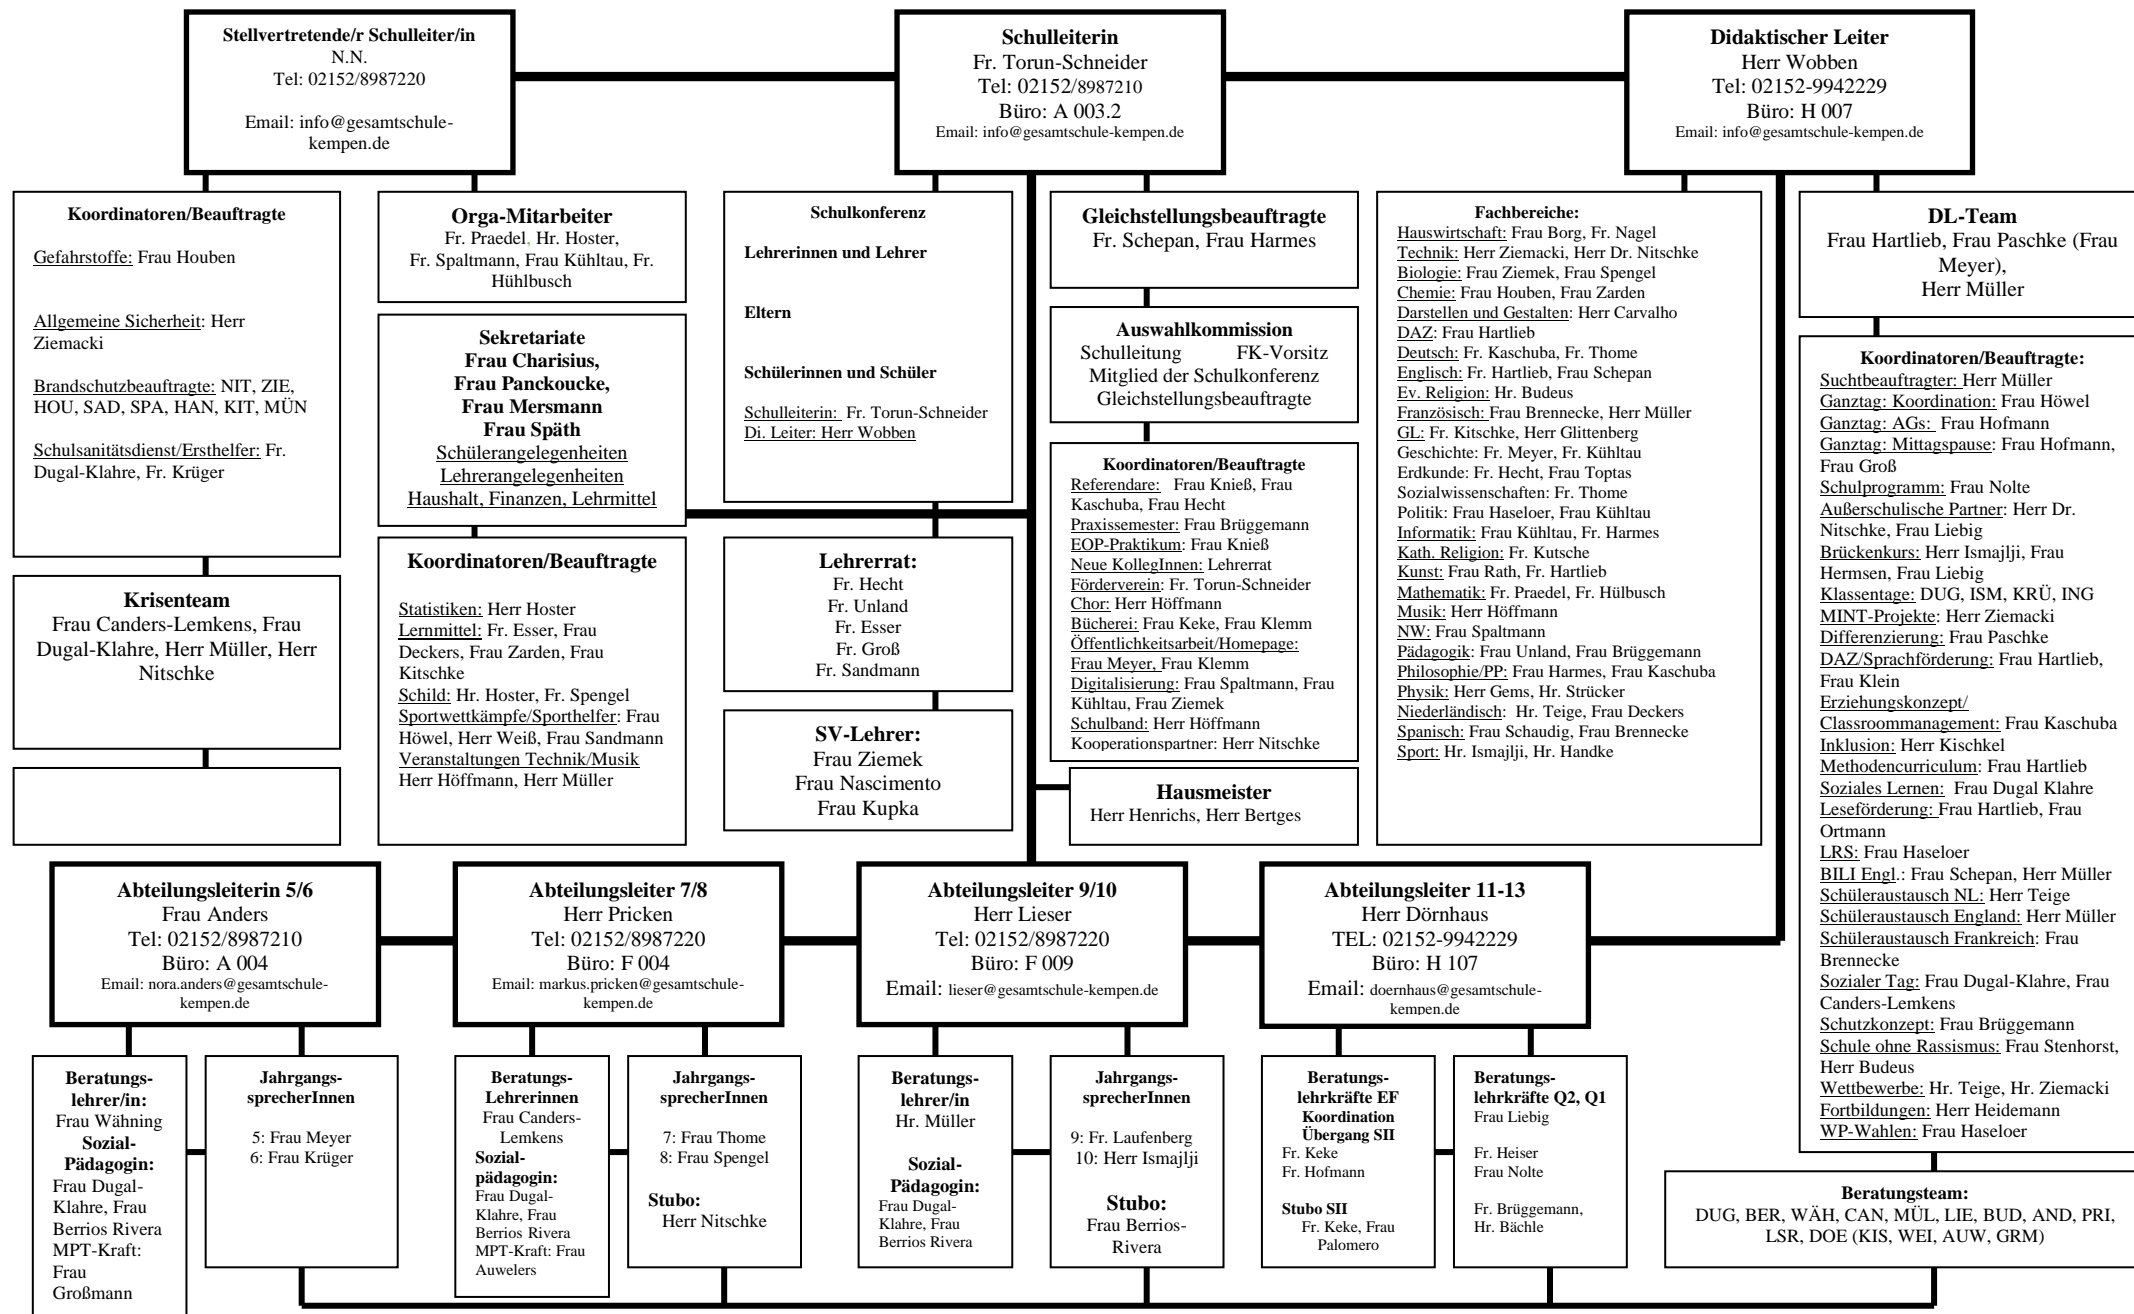 Stellvertretende/r Schulleiter/in
N.N.
Tel: 02152/8987220
Email: info@gesamtschule-
kempen.de
Schulleiterin
Fr. Torun-Schneider
Tel: 02152/8987210
Büro: A 003.2
Email: info@gesamtschule-kempen.de
Didaktischer Leiter
Herr Wobben
Tel: 02152-9942229
Büro: H 007
Email: info@gesamtschule-kempen.de
Koordinatoren/Beauftragte
Gefahrstoffe: Frau Houben
Allgemeine Sicherheit: Herr
Ziemacki
Brandschutzbeauftragte: NIT, ZIE,
HOU, SAD, SPA, HAN, KIT, MÜN
Schulsanitätsdienst/Ersthelfer: Fr.
Dugal-Klahre, Fr. Krüger
Krisenteam
Frau Canders-Lemkens, Frau
Dugal-Klahre, Herr Müller, Herr
Nitschke
Orga-Mitarbeiter
Fr. Praedel, Hr. Hoster,
Fr. Spaltmann, Frau Kühltau, Fr.
Hühlbusch
Sekretariate
Frau Charisius,
Frau Panckoucke,
Frau Mersmann
Frau Späth
Schülerangelegenheiten
Lehrerangelegenheiten
Haushalt, Finanzen, Lehrmittel
Koordinatoren/Beauftragte
Statistiken: Herr Hoster
Lernmittel: Fr. Esser, Frau
Deckers, Frau Zarden, Frau
Kitschke
Schild: Hr. Hoster, Fr. Spengel
Sportwettkämpfe/Sporthelfer: Frau
Höwel, Herr Weiß, Frau Sandmann
Veranstaltungen Technik/Musik
Herr Höffmann, Herr Müller
Schulkonferenz
Lehrerinnen und Lehrer
Eltern
Schülerinnen und Schüler
Schulleiterin: Fr. Torun-Schneider
Di. Leiter: Herr Wobben
Lehrerrat:
Fr. Hecht
Fr. Unland
Fr. Esser
Fr. Groß
Fr. Sandmann
SV-Lehrer:
Frau Ziemek
Frau Nascimento
Frau Kupka
Gleichstellungsbeauftragte
Fr. Schepan, Frau Harmes
Auswahlkommission
Schulleitung FK-Vorsitz
Mitglied der Schulkonferenz
Gleichstellungsbeauftragte
Koordinatoren/Beauftragte
Referendare: Frau Knieß, Frau
Kaschuba, Frau Hecht
Praxissemester: Frau Brüggemann
EOP-Praktikum: Frau Knieß
Neue KollegInnen: Lehrerrat
Förderverein: Fr. Torun-Schneider
Chor: Herr Höffmann
Bücherei: Frau Keke, Frau Klemm
Öffentlichkeitsarbeit/Homepage:
Frau Meyer, Frau Klemm
Digitalisierung: Frau Spaltmann, Frau
Kühltau, Frau Ziemek
Schulband: Herr Höffmann
Kooperationspartner: Herr Nitschke
Hausmeister
Herr Henrichs, Herr Bertges
Fachbereiche:
Hauswirtschaft: Frau Borg, Fr. Nagel
Technik: Herr Ziemacki, Herr Dr. Nitschke
Biologie: Frau Ziemek, Frau Spengel
Chemie: Frau Houben, Frau Zarden
Darstellen und Gestalten: Herr Carvalho
DAZ: Frau Hartlieb
Deutsch: Fr. Kaschuba, Fr. Thome
Englisch: Fr. Hartlieb, Frau Schepan
Ev. Religion: Hr. Budeus
Französisch: Frau Brennecke, Herr Müller
GL: Fr. Kitschke, Herr Glittenberg
Geschichte: Fr. Meyer, Fr. Kühltau
Erdkunde: Fr. Hecht, Frau Toptas
Sozialwissenschaften: Fr. Thome
Politik: Frau Haseloer, Frau Kühltau
Informatik: Frau Kühltau, Fr. Harmes
Kath. Religion: Fr. Kutsche
Kunst: Frau Rath, Fr. Hartlieb
Mathematik: Fr. Praedel, Fr. Hülbusch
Musik: Herr Höffmann
NW: Frau Spaltmann
Pädagogik: Frau Unland, Frau Brüggemann
Philosophie/PP: Frau Harmes, Frau Kaschuba
Physik: Herr Gems, Hr. Strücker
Niederländisch: Hr. Teige, Frau Deckers
Spanisch: Frau Schaudig, Frau Brennecke
Sport: Hr. Ismajlji, Hr. Handke
DL-Team
Frau Hartlieb, Frau Paschke (Frau
Meyer),
Herr Müller
Koordinatoren/Beauftragte:
Suchtbeauftragter: Herr Müller
Ganztag: Koordination: Frau Höwel
Ganztag: AGs: Frau Hofmann
Ganztag: Mittagspause: Frau Hofmann,
Frau Groß
Schulprogramm: Frau Nolte
Außerschulische Partner: Herr Dr.
Nitschke, Frau Liebig
Brückenkurs: Herr Ismajlji, Frau
Hermsen, Frau Liebig
Klassentage: DUG, ISM, KRÜ, ING
MINT-Projekte: Herr Ziemacki
Differenzierung: Frau Paschke
DAZ/Sprachförderung: Frau Hartlieb,
Frau Klein
Erziehungskonzept/
Classroommanagement: Frau Kaschuba
Inklusion: Herr Kischkel
Methodencurriculum: Frau Hartlieb
Soziales Lernen: Frau Dugal Klahre
Leseförderung: Frau Hartlieb, Frau
Ortmann
LRS: Frau Haseloer
BILI Engl.: Frau Schepan, Herr Müller
Schüleraustausch NL: Herr Teige
Schüleraustausch England: Herr Müller
Schüleraustausch Frankreich: Frau
Brennecke
Sozialer Tag: Frau Dugal-Klahre, Frau
Canders-Lemkens
Schutzkonzept: Frau Brüggemann
Schule ohne Rassismus: Frau Stenhorst,
Herr Budeus
Wettbewerbe: Hr. Teige, Hr. Ziemacki
Fortbildungen: Herr Heidemann
WP-Wahlen: Frau Haseloer
Abteilungsleiterin 5/6
Frau Anders
Tel: 02152/8987210
Büro: A 004
Email: nora.anders@gesamtschule-
kempen.de
Abteilungsleiter 7/8
Herr Pricken
Tel: 02152/8987220
Büro: F 004
Email: markus.pricken@gesamtschule-
kempen.de
Abteilungsleiter 9/10
Herr Lieser
Tel: 02152/8987220
Büro: F 009
Email: lieser@gesamtschule-kempen.de
Abteilungsleiter 11-13
Herr Dörnhaus
TEL: 02152-9942229
Büro: H 107
Email: doernhaus@gesamtschule-
kempen.de
Beratungs-
lehrer/in:
Frau Wähning
Sozial-
Pädagogin:
Frau Dugal-
Klahre, Frau
Berrios Rivera
MPT-Kraft:
Frau
Großmann
Jahrgangs-
sprecherInnen
5: Frau Meyer
6: Frau Krüger
Beratungs-
Lehrerinnen
Frau Canders-
Lemkens
Sozial-
pädagogin:
Frau Dugal-
Klahre, Frau
Berrios Rivera
MPT-Kraft: Frau
Auwelers
Jahrgangs-
sprecherInnen
7: Frau Thome
8: Frau Spengel
Stubo:
Herr Nitschke
Beratungs-
lehrer/in
Hr. Müller
Sozial-
Pädagogin:
Frau Dugal-
Klahre, Frau
Berrios Rivera
Jahrgangs-
sprecherInnen
9: Fr. Laufenberg
10: Herr Ismajlji
Stubo:
Frau Berrios-
Rivera
Beratungs-
lehrkräfte EF
Koordination
Übergang SII
Fr. Keke
Fr. Hofmann
Stubo SII
Fr. Keke, Frau
Palomero
Beratungs-
lehrkräfte Q2, Q1
Frau Liebig
Fr. Heiser
Frau Nolte
Fr. Brüggemann,
Hr. Bächle
Beratungsteam:
DUG, BER, WÄH, CAN, MÜL, LIE, BUD, AND, PRI,
LSR, DOE (KIS, WEI, AUW, GRM)